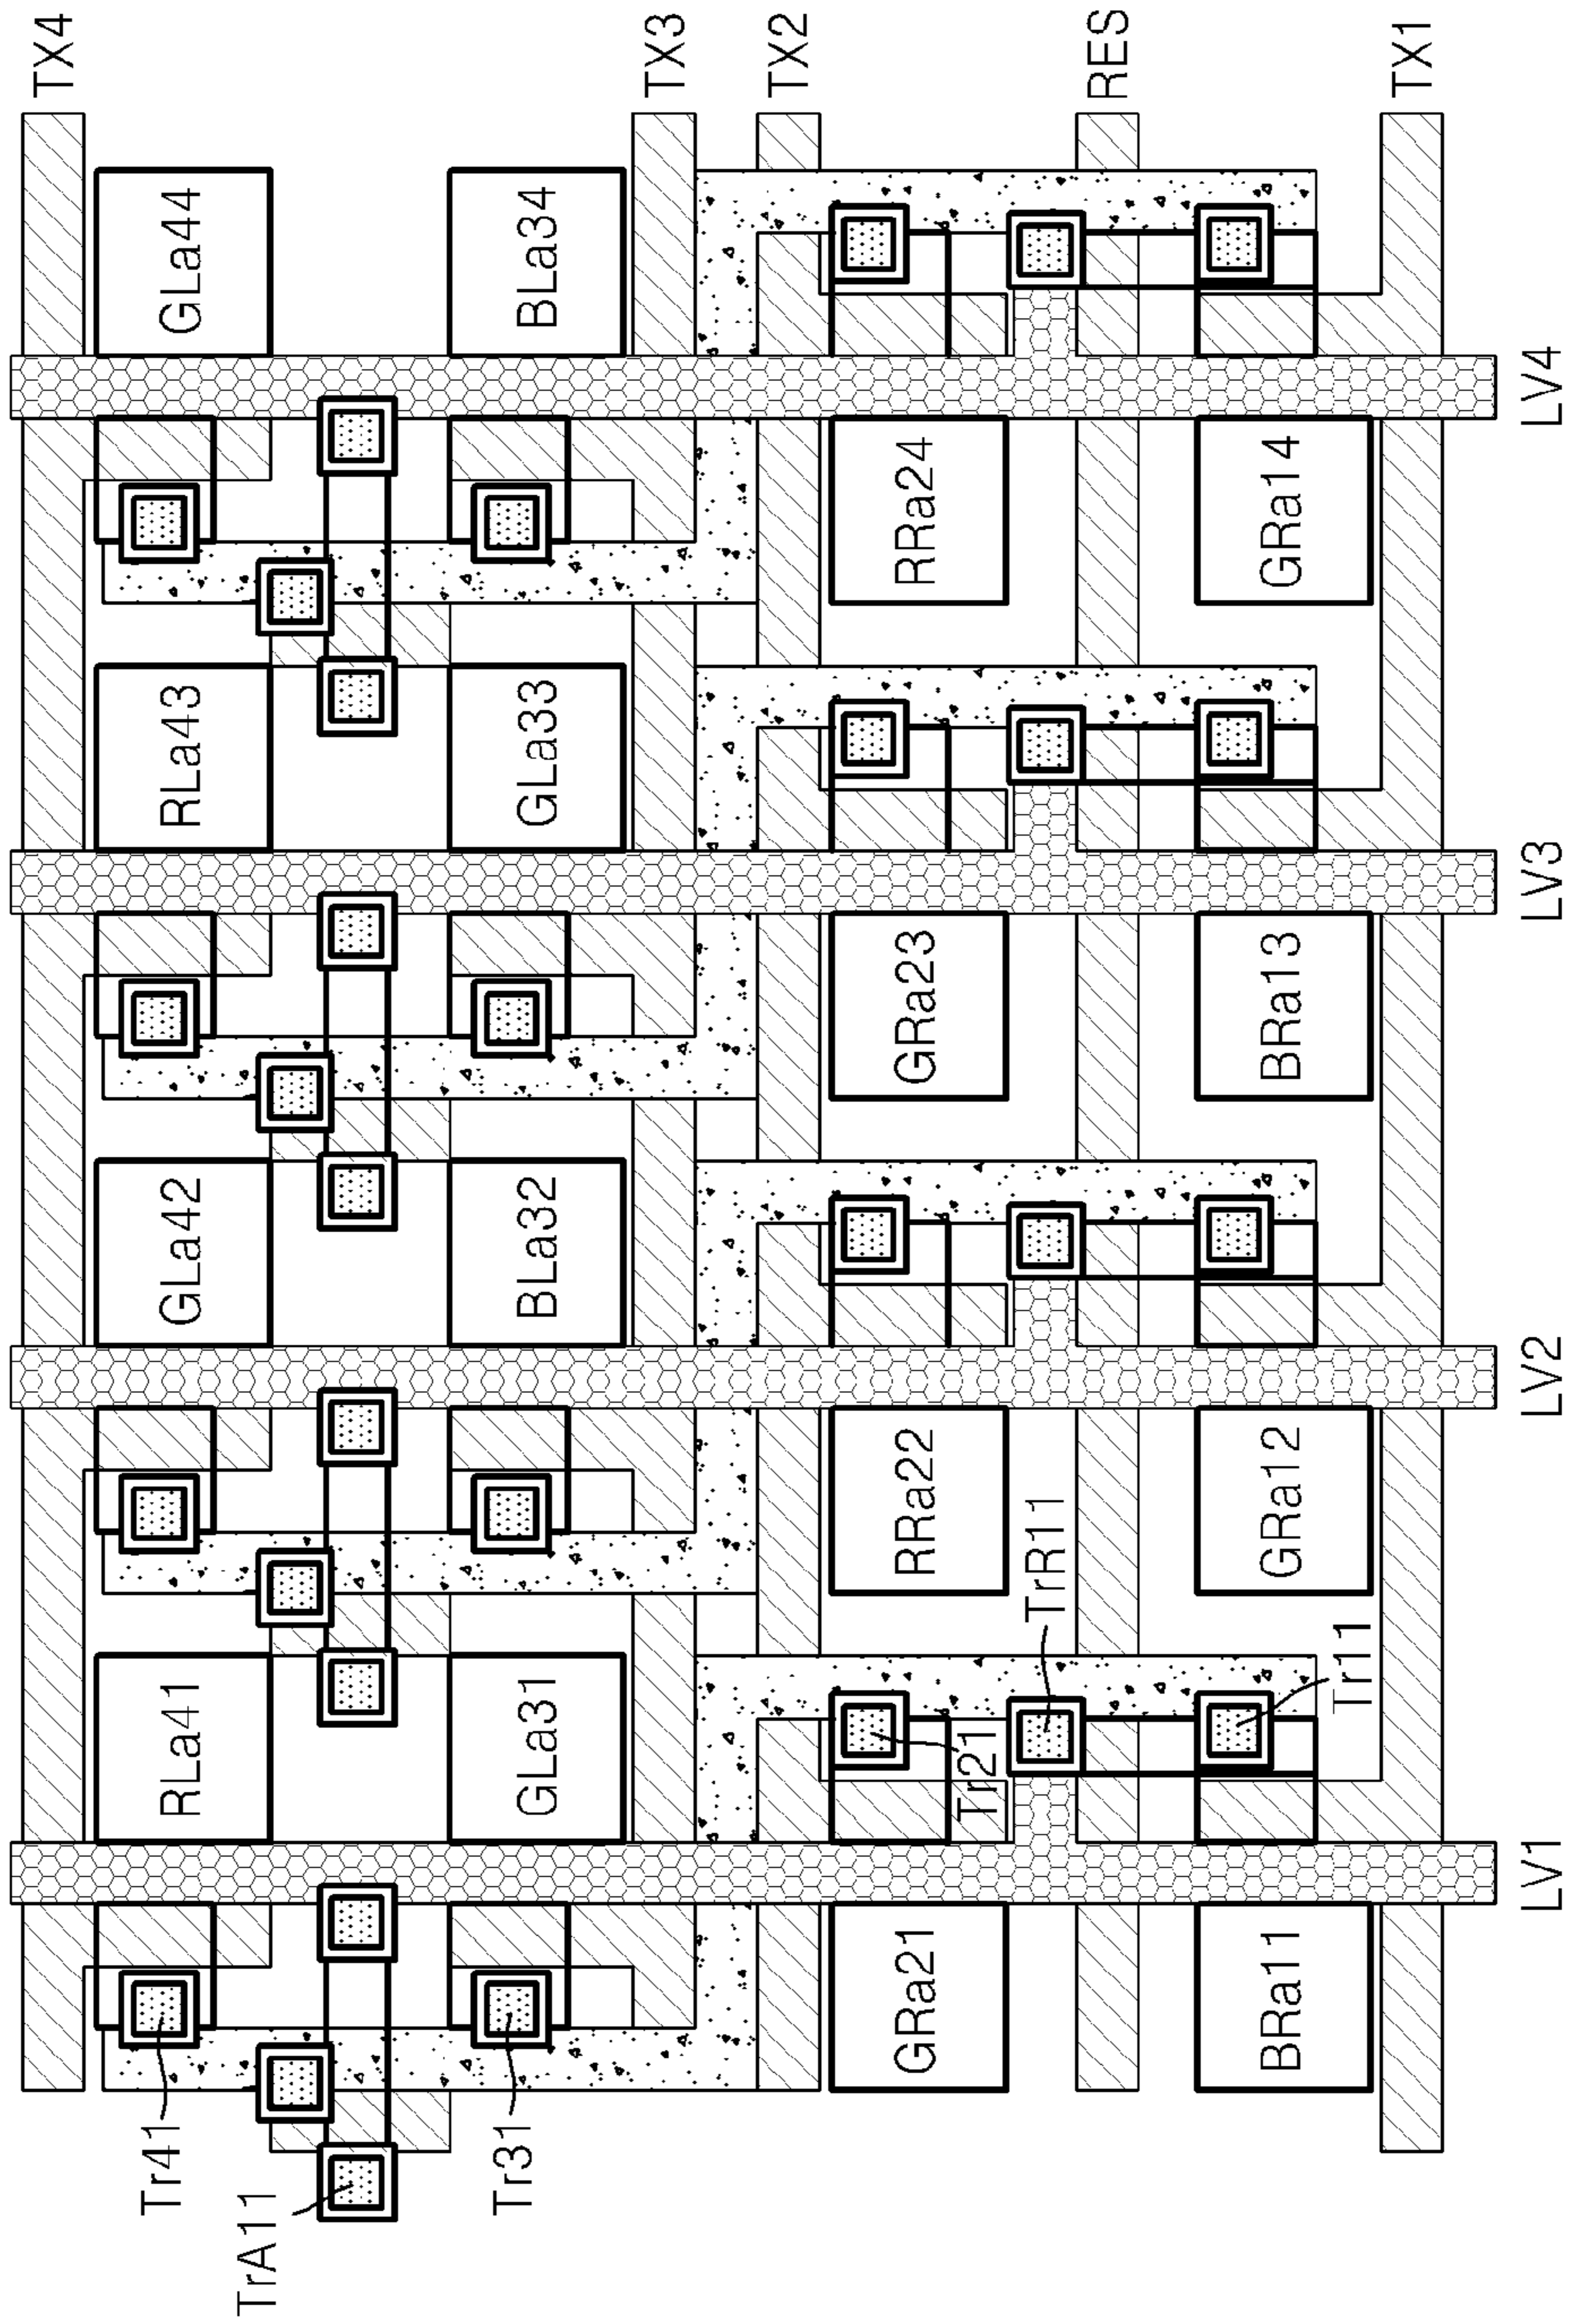 TX4
Tr41
RLa41 GLa42 RLa43 GLa44
TrA11
Tr31
GLa31 BLa32 GLa33 BLa34
TX3
TX2
GRa21 RRa22 GRa23 RRa24
Tr21
TrR11
RES
BRa11 GRa12 BRa13 GRa14
Tr11
TX1
LV1 LV2 LV3 LV4